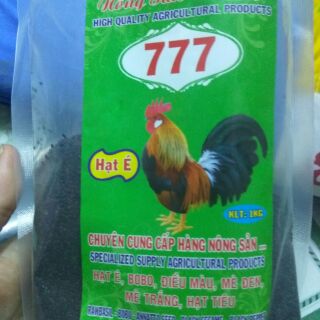 HIGH QUALITY AGRICULTURAL PRODUCTS
777
Hạt É
KLT: 1KG
CHUYÊN CUNG CẤP HÀNG NÔNG SẢN...
SPECIALIZED SUPPLY AGRICULTURAL PRODUCTS
HẠT É, BOBO, ĐIỀU MÀU, MÈ ĐEN,
MÈ TRẮNG, HẠT TIÊU